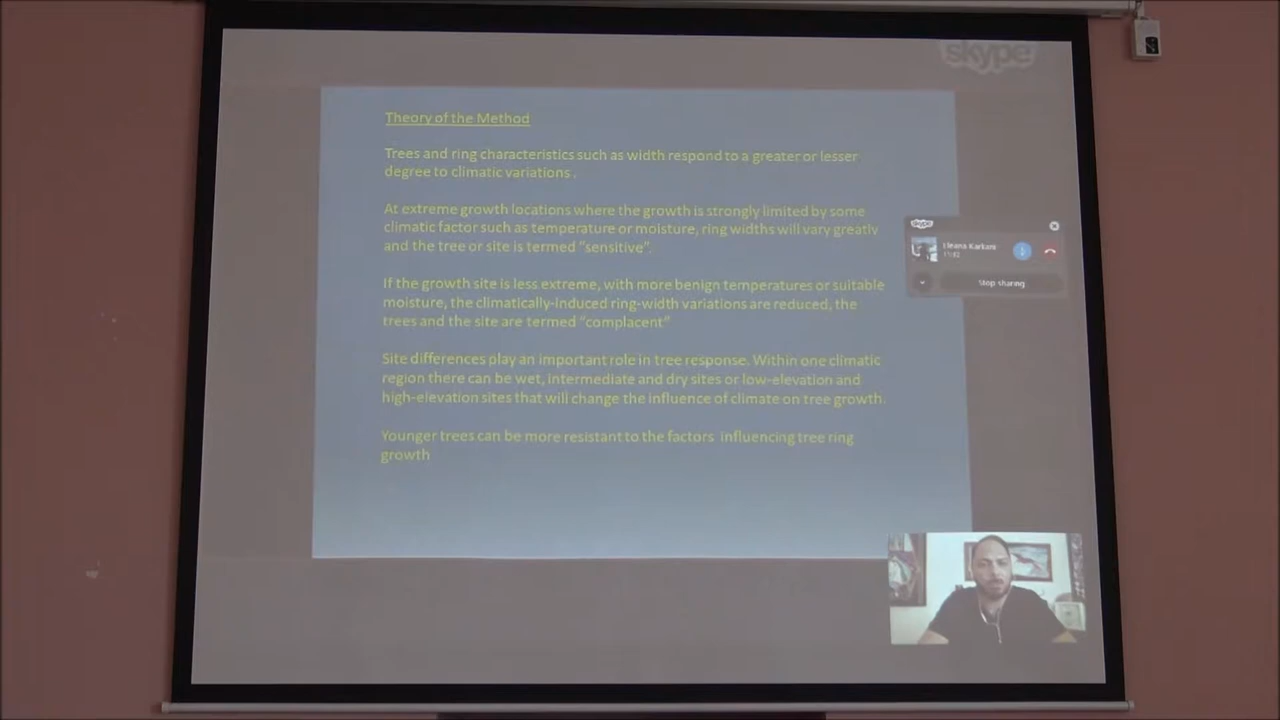 skype
Theory of the Method
Trees and ring characteristics such as width respond to a greater or lesser
degree to climatic variations .
At extreme growth locations where the growth is strongly limited by some
climatic factor such as temperature or moisture, ring widths will vary greatly
and the tree or site is termed “sensitive”.
skype
Eleana Karkani
Stop sharing
If the growth site is less extreme, with more benign temperatures or suitable
moisture, the climatically-induced ring-width variations are reduced, the
trees and the site are termed “complacent”
Site differences play an important role in tree response. Within one climatic
region there can be wet, intermediate and dry sites or low-elevation and
high-elevation sites that will change the influence of climate on tree growth.
Younger trees can be more resistant to the factors influencing tree ring
growth